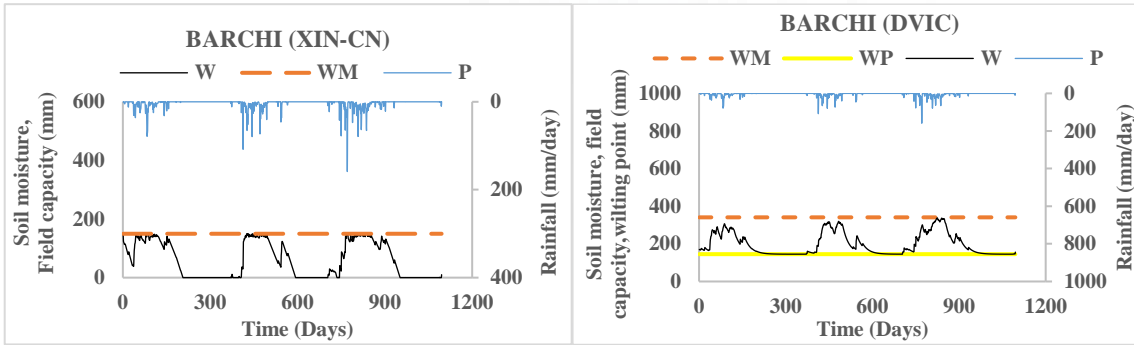 BARCHI (XIN-CN)
W WM P
600
400
200
0
0
200
400
0 300 600 900 1200
Soil moisture,
Field capacity (mm)
Rainfall (mm/day)
Time (Days)
BARCHI (DVIC)
WM WP W P
1000
800
600
400
200
0
0
200
400
600
800
1000
0 300 600 900 1200
Soil moisture, field
capacity,wilting point (mm)
Rainfall (mm/day)
Time (Days)